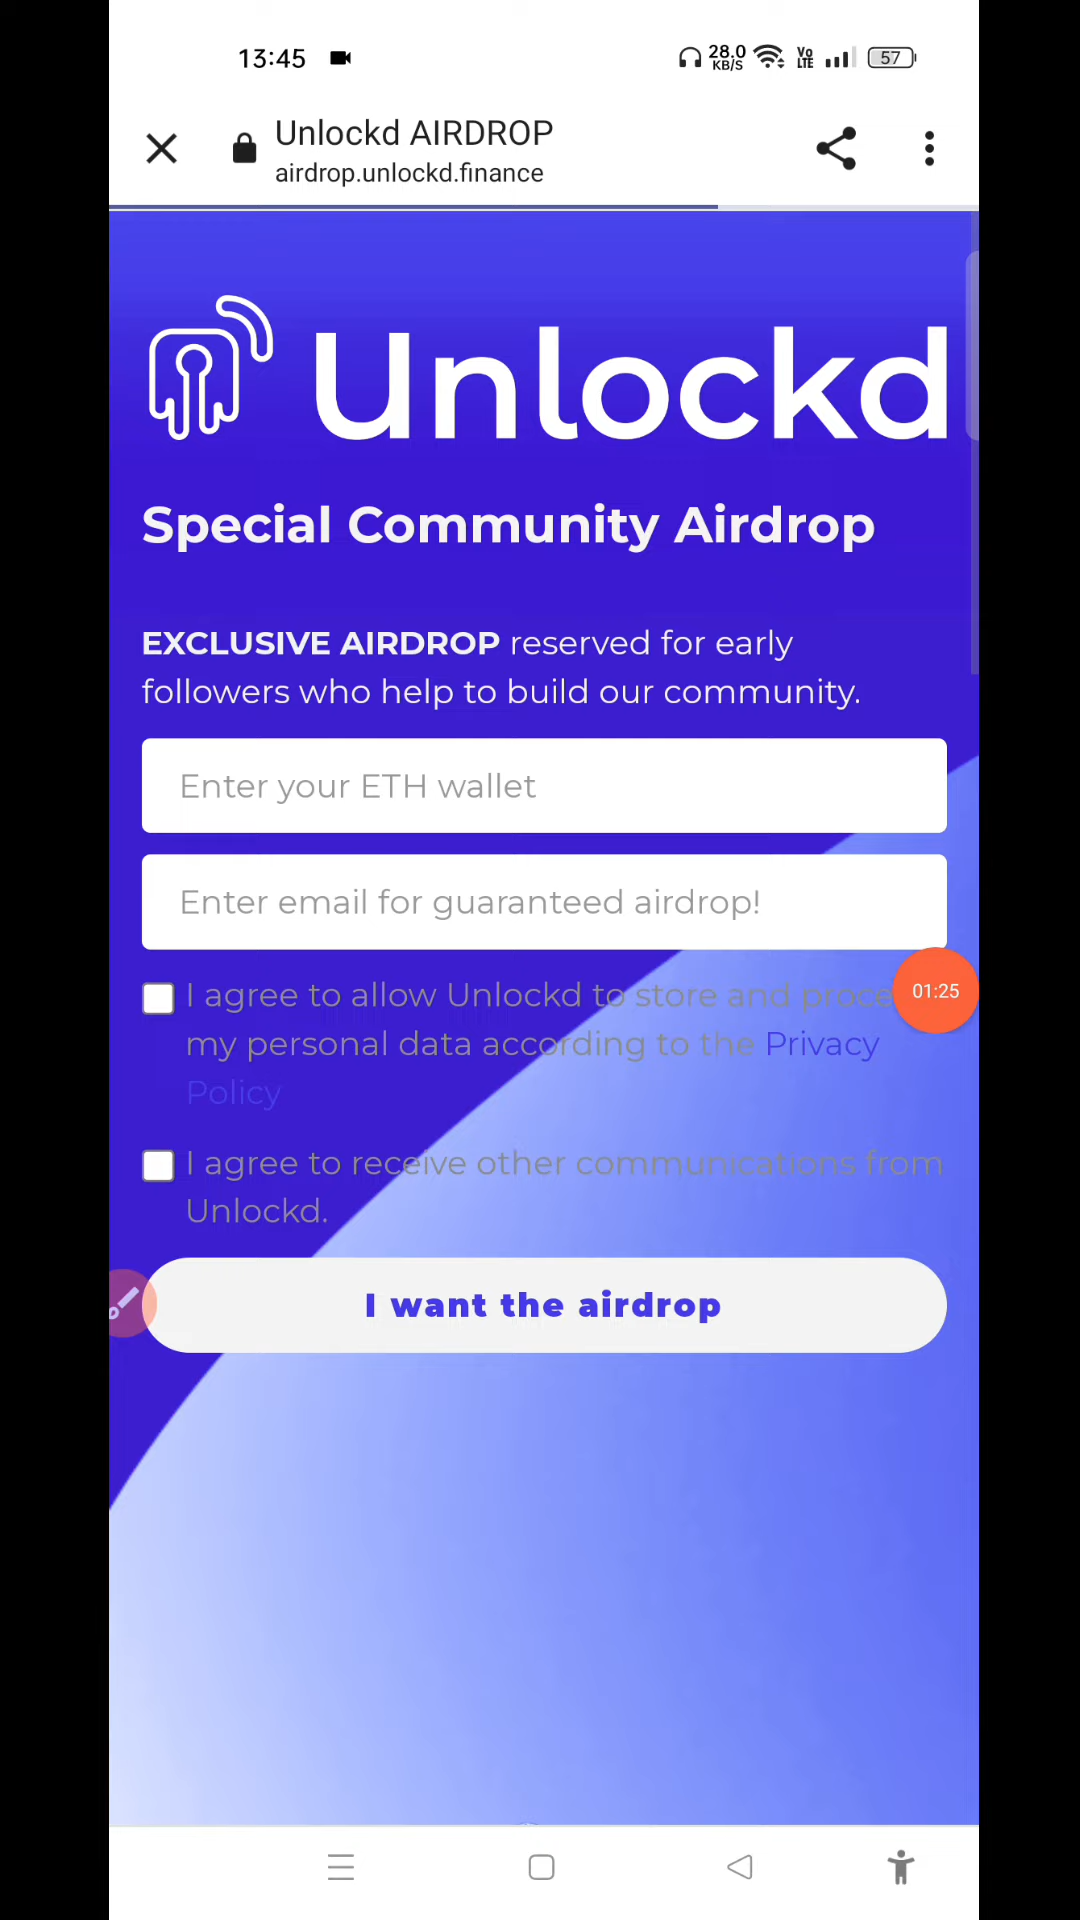 13:45
28.0
KB/S
Vo
LTE
57
Unlockd AIRDROP
airdrop.unlockd.finance
Unlockd
Special Community Airdrop
EXCLUSIVE AIRDROP reserved for early
followers who help to build our community.
Enter your ETH wallet
Enter email for guaranteed airdrop!
I agree to allow Unlockd to store and proce
01:25
my personal data according to the Privacy
Policy
I agree to receive other communications from
Unlockd.
I want the airdrop